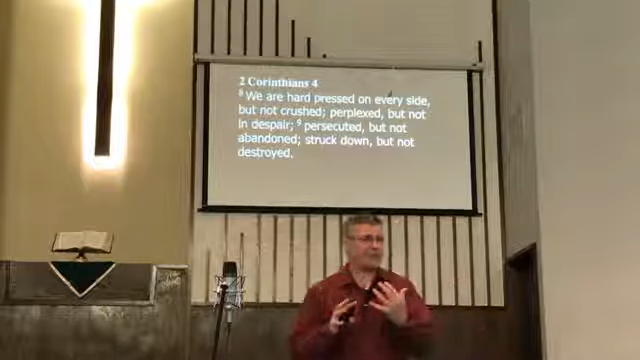 2 Corinthians 4
⁸ We are hard pressed on every side,
but not crushed; perplexed, but not
in despair; ⁹ persecuted, but not
abandoned; struck down, but not
destroyed.